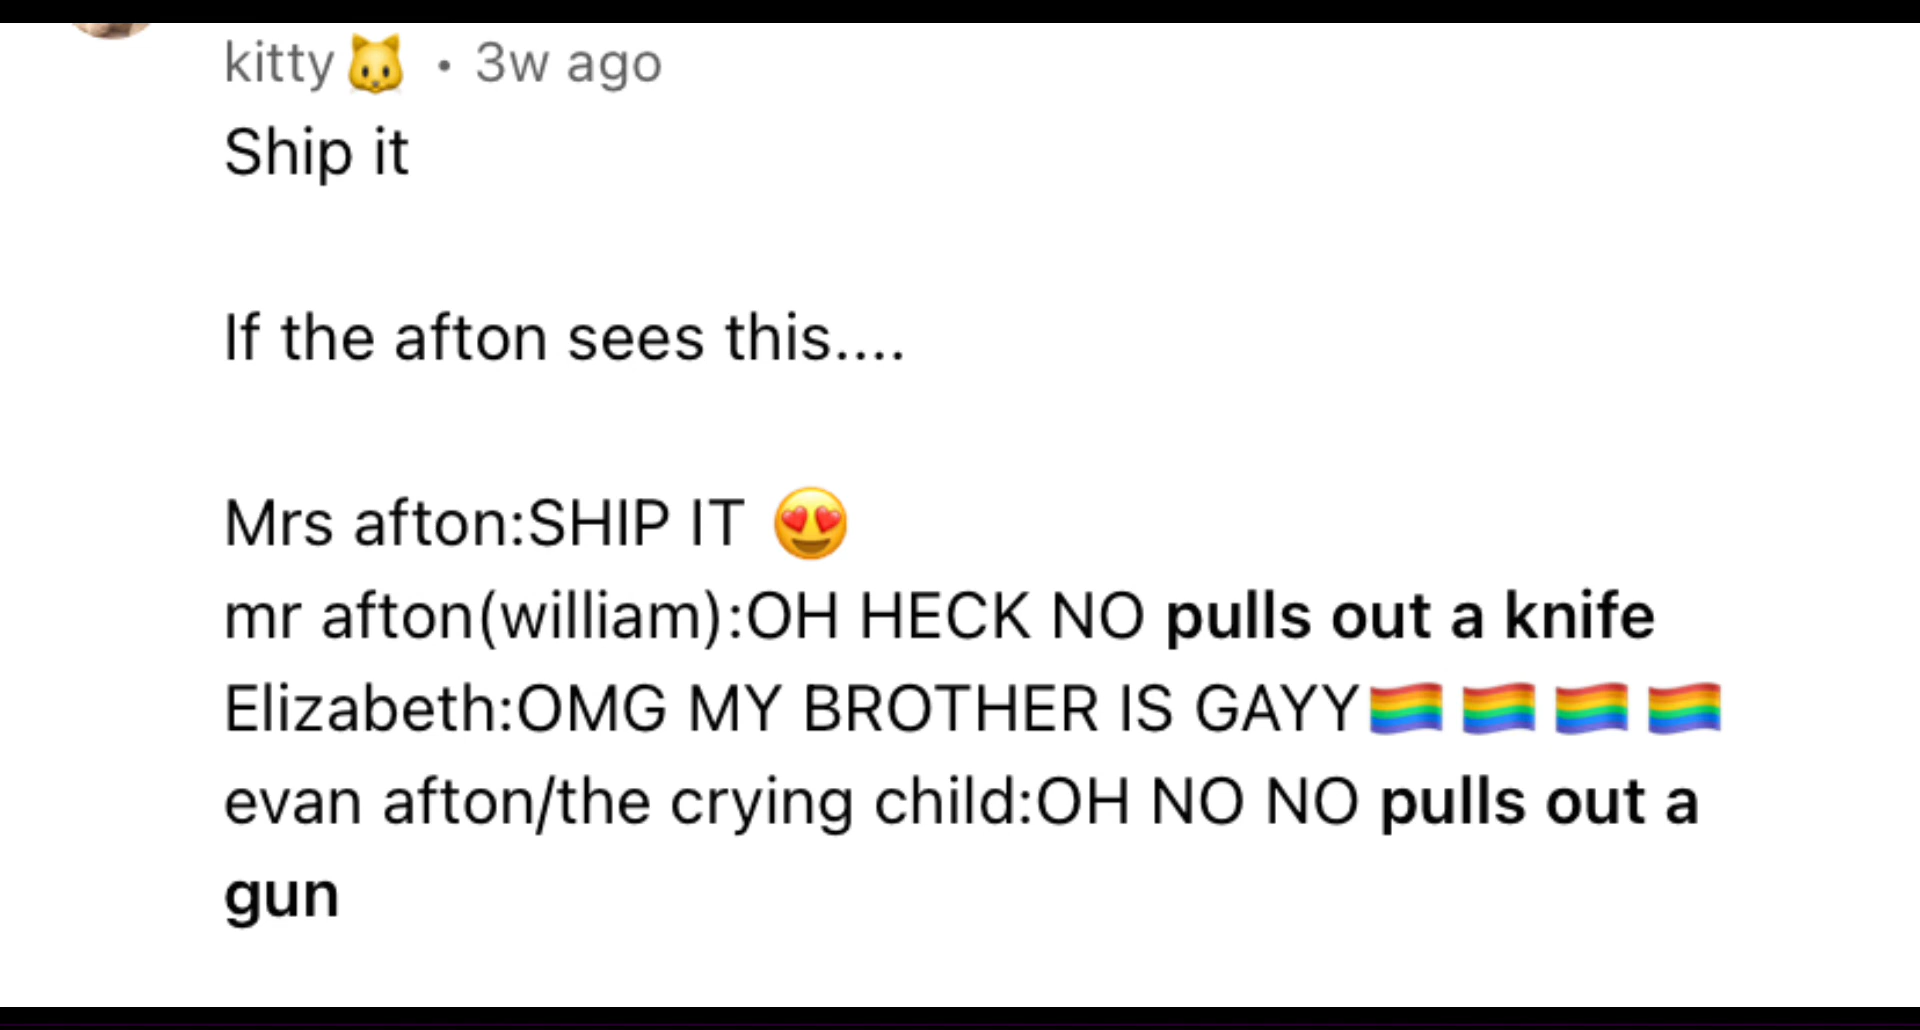 kitty🐱 • 3w ago
Ship it
If the afton sees this....
Mrs afton:SHIP IT 😍
mr afton(william):OH HECK NO pulls out a knife
Elizabeth:OMG MY BROTHER IS GAYY🏳️‍🌈🏳️‍🌈🏳️‍🌈🏳️‍🌈
evan afton/the crying child:OH NO NO pulls out a
gun